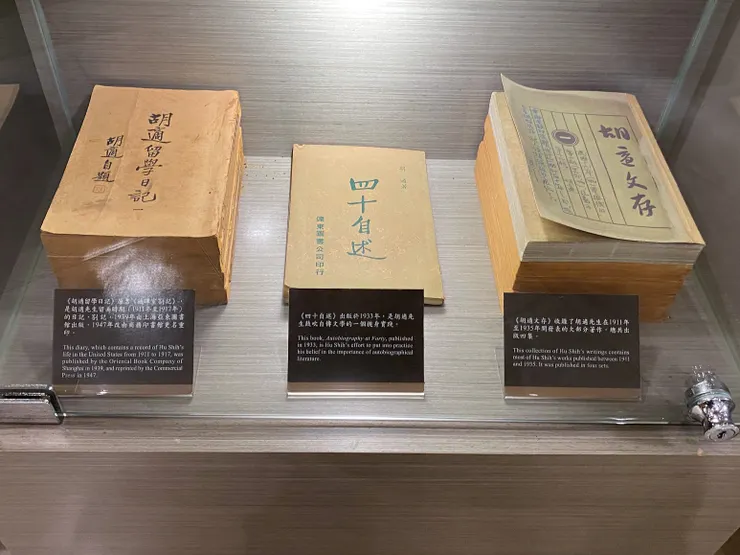 胡適留學日記 一
胡適自題
四十自述
遠東圖書公司印行
胡適文存
一
《胡適留學日記》原名《藏暉室劄記》，
是胡適先生留美時期（1911年至1917年）
的日記、劄記。1939年由上海亞東圖書
館出版，1947年改由商務印書館更名重
印。
This diary, which contains a record of Hu Shih's
life in the United States from 1911 to 1917, was
published by the Oriental Book Company of
Shanghai in 1939, and reprinted by the Commercial
Press in 1947.
《四十自述》出版於1933年，是胡適先
生鼓吹自傳文學的一個親身實踐。
This book, Autobiography at Forty, published
in 1933, is Hu Shih's effort to put into practice
his belief in the importance of autobiographical
literature.
《胡適文存》收錄了胡適先生在1911年
至1935年間發表的大部分著作，總共出
版四集。
This collection of Hu Shih's writings contains
most of Hu Shih's works published between 1911
and 1935. It was published in four sets.